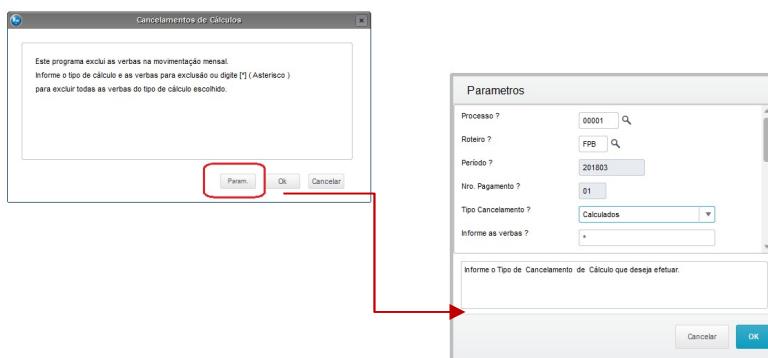 Cancelamentos de Cálculos
Este programa exclui as verbas na movimentação mensal.
Informe o tipo de cálculo e as verbas para exclusão ou digite [*] ( Asterisco )
para excluir todas as verbas do tipo de cálculo escolhido.
Param.
Ok
Cancelar
Parametros
Processo ?
00001
Roteiro ?
FPB
Período ?
201803
Nro. Pagamento ?
01
Tipo Cancelamento ?
Calculados
Informe as verbas ?
*
Informe o Tipo de Cancelamento de Cálculo que deseja efetuar.
Cancelar
OK